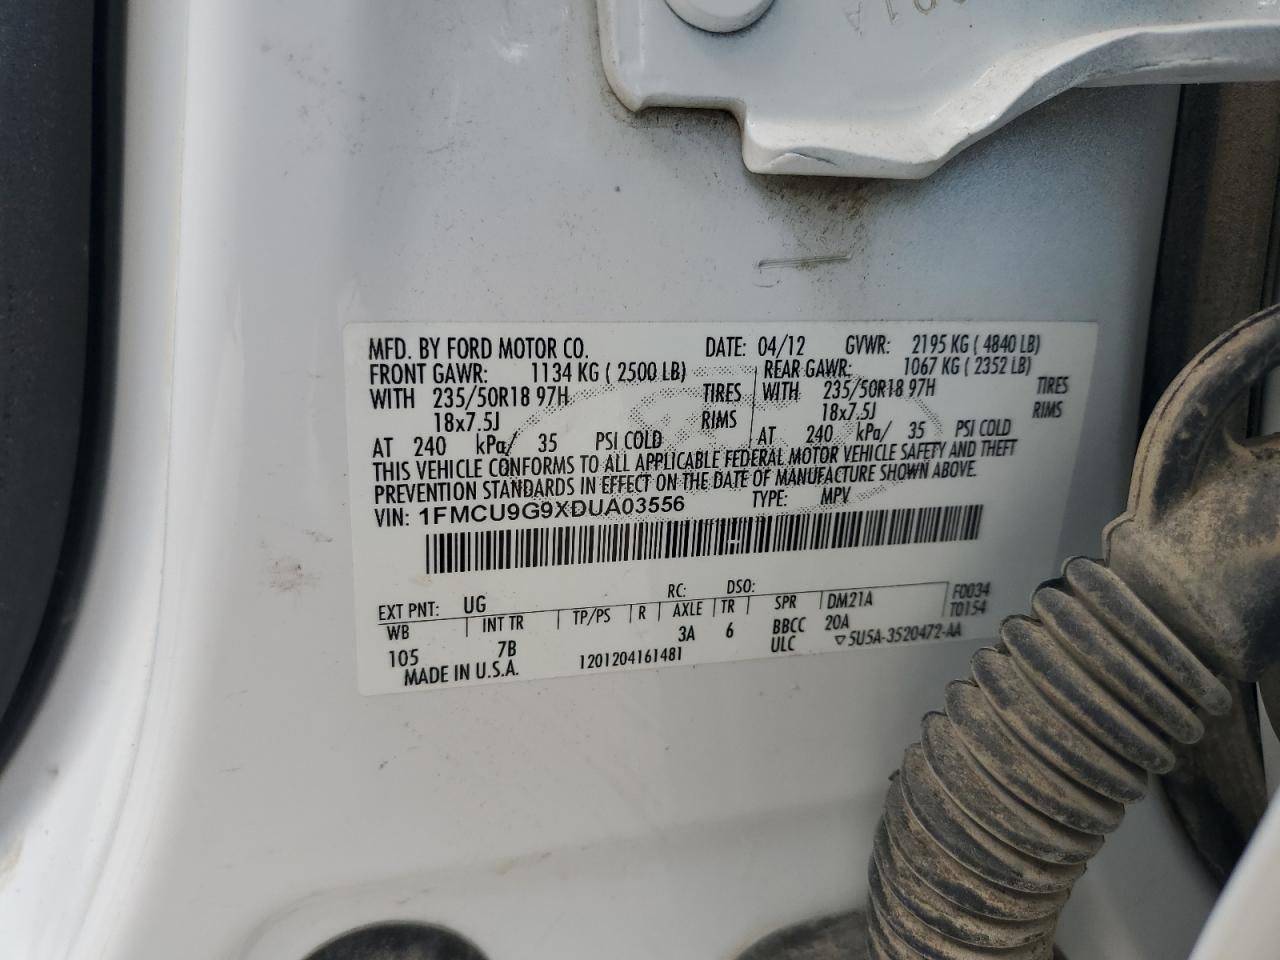 MFD. BY FORD MOTOR CO. DATE: 04/12 GVWR: 2195 KG ( 4840 LB)
FRONT GAWR: 1134 KG ( 2500 LB) REAR GAWR: 1067 KG ( 2352 LB)
WITH 235/50R18 97H TIRES WITH 235/50R18 97H TIRES
18x7.5J RIMS 18x7.5J RIMS
AT 240 kPa/ 35 PSI COLD AT 240 kPa/ 35 PSI COLD
THIS VEHICLE CONFORMS TO ALL APPLICABLE FEDERAL MOTOR VEHICLE SAFETY AND THEFT
PREVENTION STANDARDS IN EFFECT ON THE DATE OF MANUFACTURE SHOWN ABOVE.
VIN: 1FMCU9G9XDUA03556 TYPE: MPV
EXT PNT: UG RC: DSO: F0034
WB INT TR TP/PS R AXLE TR SPR DM21A T0154
105 7B 3A 6 BBCC 20A
ULC ▽5U5A-3520472-AA
MADE IN U.S.A. 1201204161481